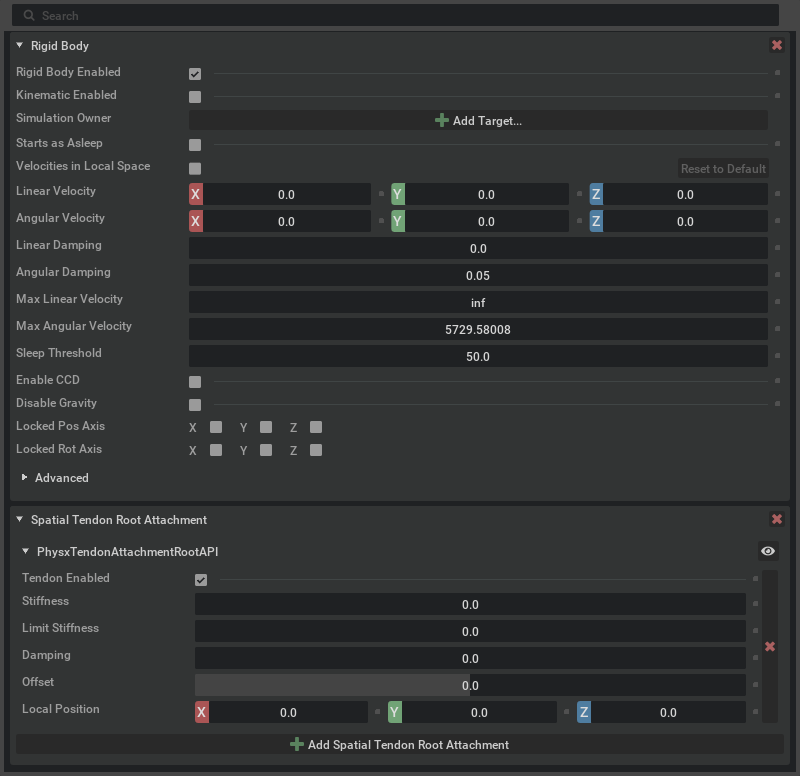 Search
Rigid Body
Rigid Body Enabled
Kinematic Enabled
Simulation Owner Add Target...
Starts as Asleep
Velocities in Local Space Reset to Default
Linear Velocity X 0.0 Y 0.0 Z 0.0
Angular Velocity X 0.0 Y 0.0 Z 0.0
Linear Damping 0.0
Angular Damping 0.05
Max Linear Velocity inf
Max Angular Velocity 5729.58008
Sleep Threshold 50.0
Enable CCD
Disable Gravity
Locked Pos Axis X Y Z
Locked Rot Axis X Y Z
Advanced
Spatial Tendon Root Attachment
PhysxTendonAttachmentRootAPI
Tendon Enabled
Stiffness 0.0
Limit Stiffness 0.0
Damping 0.0
Offset 0.0
Local Position X 0.0 Y 0.0 Z 0.0
Add Spatial Tendon Root Attachment